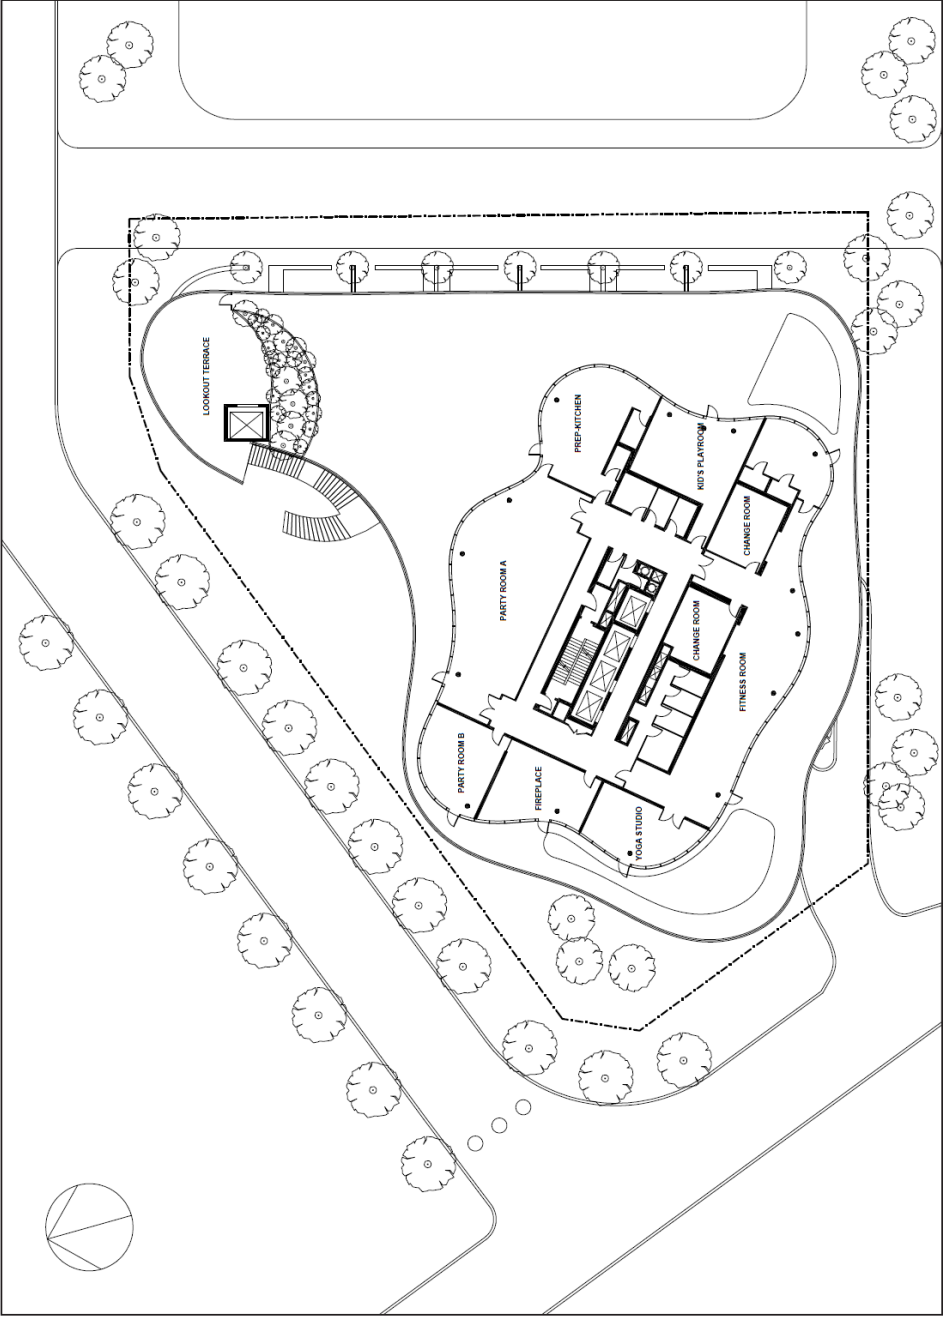 LOOKOUT TERRACE
PREP-KITCHEN
KID'S PLAYROOM
CHANGE ROOM
PARTY ROOM A
CHANGE ROOM
FITNESS ROOM
PARTY ROOM B
FIREPLACE
YOGA STUDIO